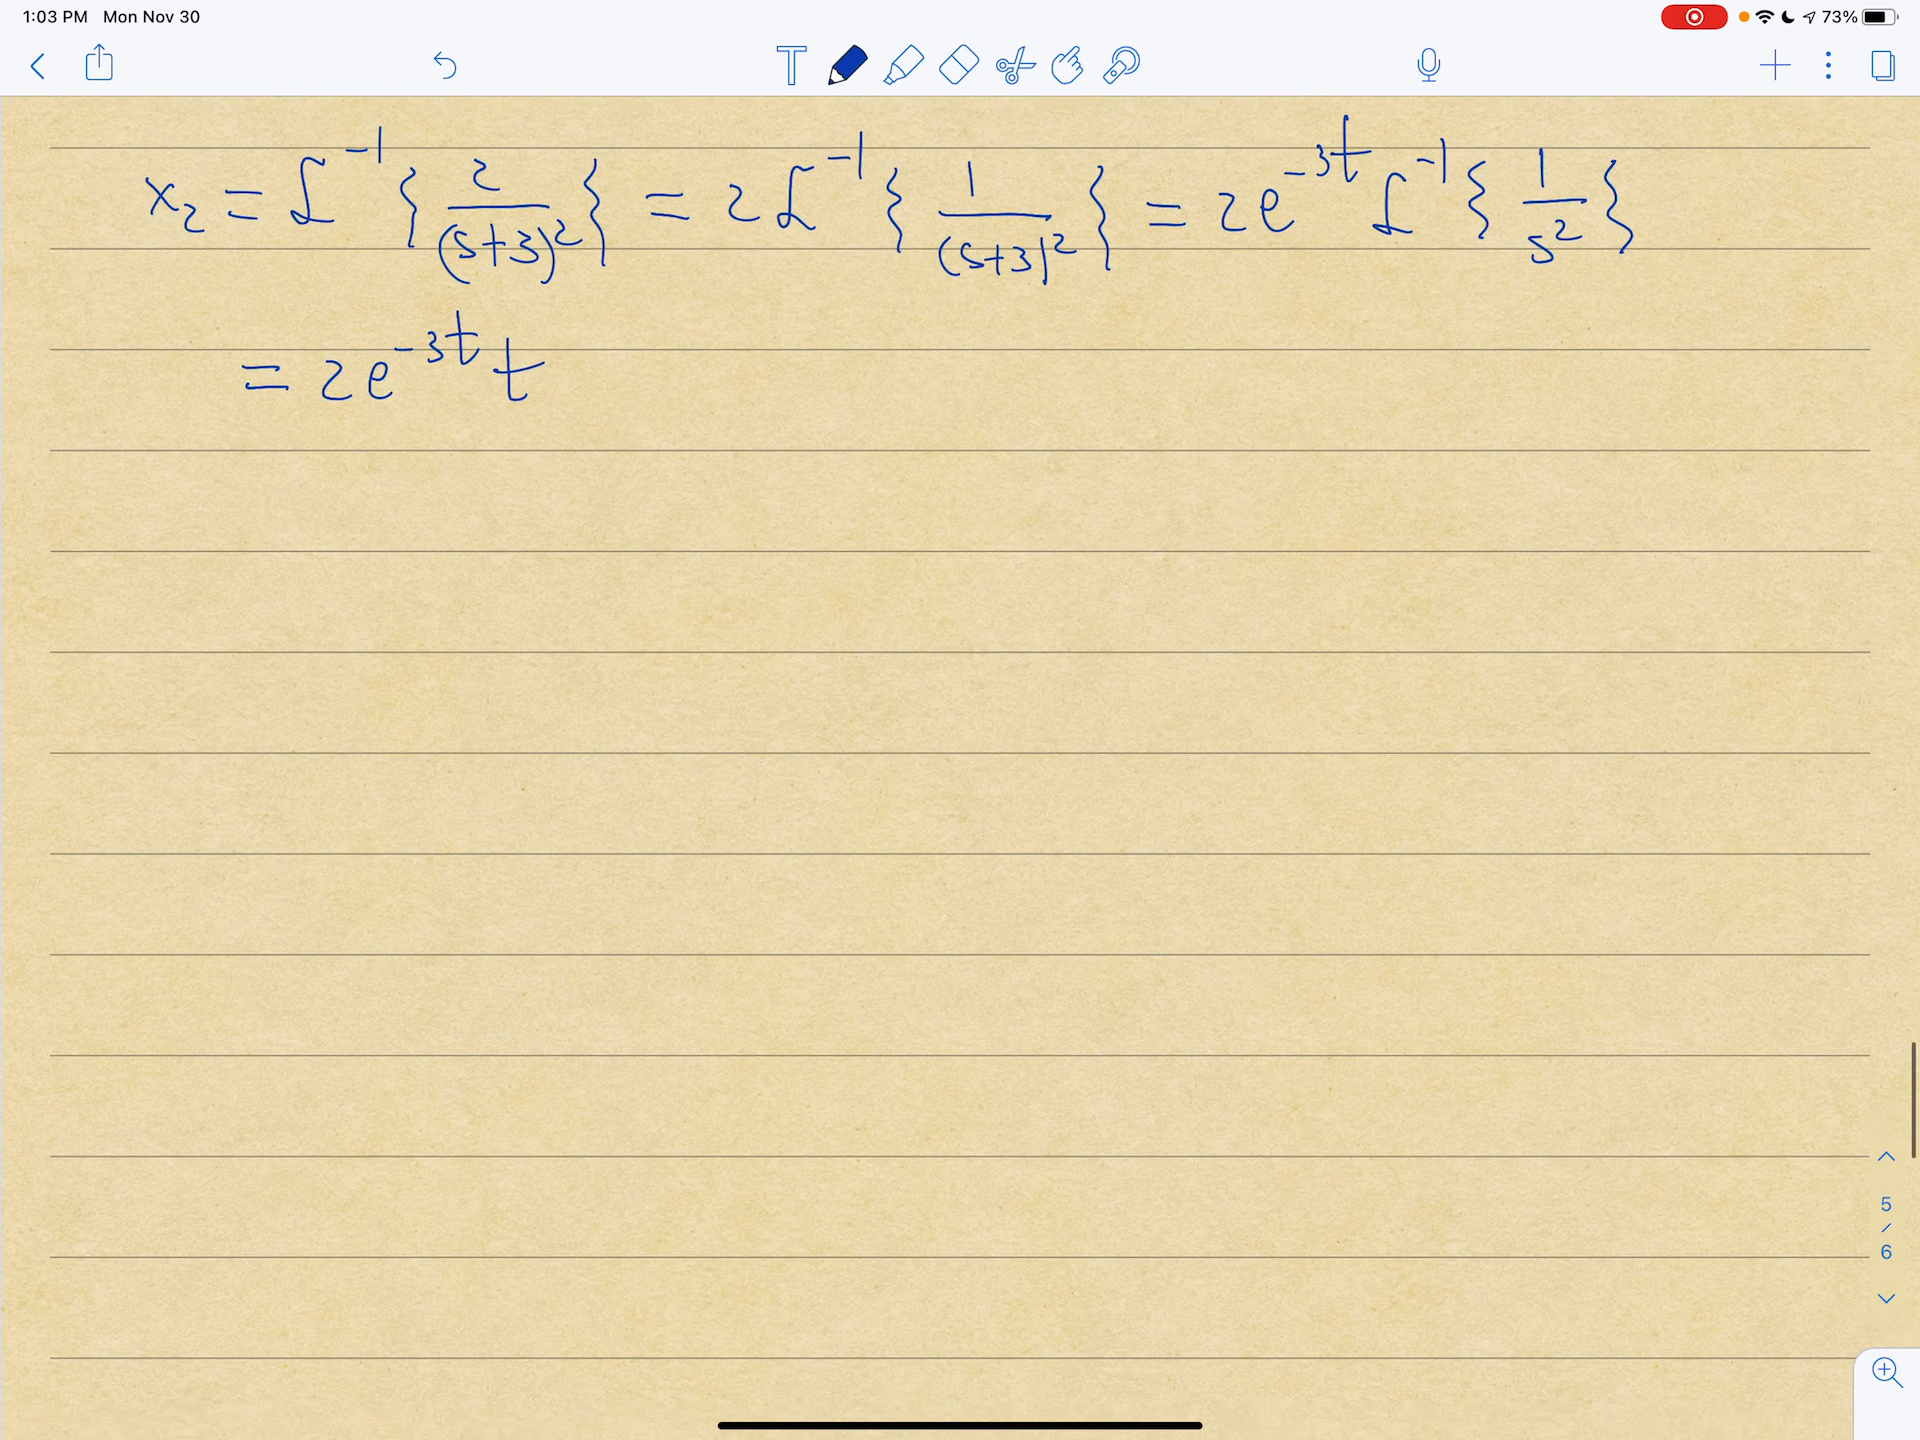 1:03 PM Mon Nov 30 73%
T
x₂ = ℒ⁻¹{2/(s+3)²} = 2ℒ⁻¹{1/(s+3)²} = 2e⁻³ᵗ ℒ⁻¹{1/s²}
= 2e⁻³ᵗ t
5
/
6